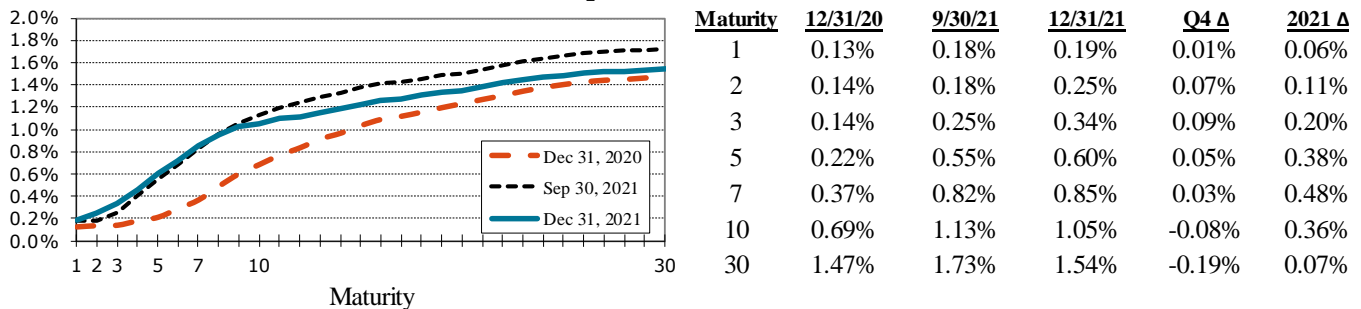 2.0%
1.8%
1.6%
1.4%
1.2%
1.0%
0.8%
0.6%
0.4%
0.2%
0.0%
1 2 3 5 7 10 30
Maturity
Dec 31, 2020
Sep 30, 2021
Dec 31, 2021
Maturity 12/31/20 9/30/21 12/31/21 Q4 Δ 2021 Δ
1 0.13% 0.18% 0.19% 0.01% 0.06%
2 0.14% 0.18% 0.25% 0.07% 0.11%
3 0.14% 0.25% 0.34% 0.09% 0.20%
5 0.22% 0.55% 0.60% 0.05% 0.38%
7 0.37% 0.82% 0.85% 0.03% 0.48%
10 0.69% 1.13% 1.05% -0.08% 0.36%
30 1.47% 1.73% 1.54% -0.19% 0.07%